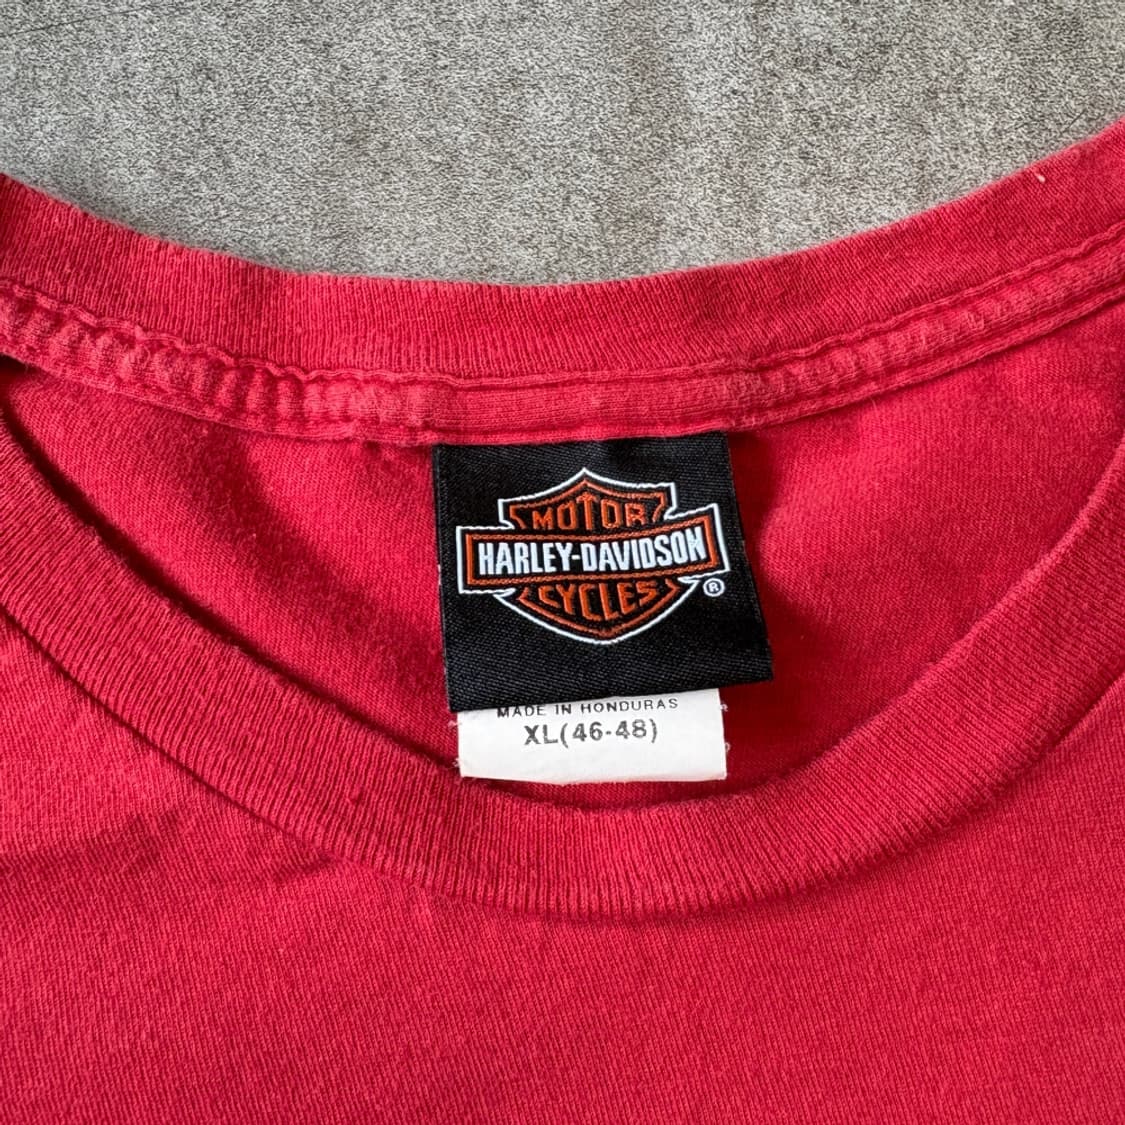 MOTOR
HARLEY-DAVIDSON
CYCLES
®
MADE IN HONDURAS
XL(46-48)